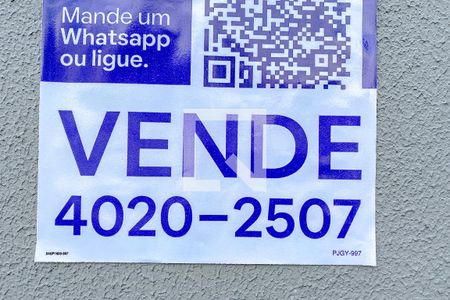 Mande um
Whatsapp
ou ligue.
VENDE
4020-2507
PJGY-997